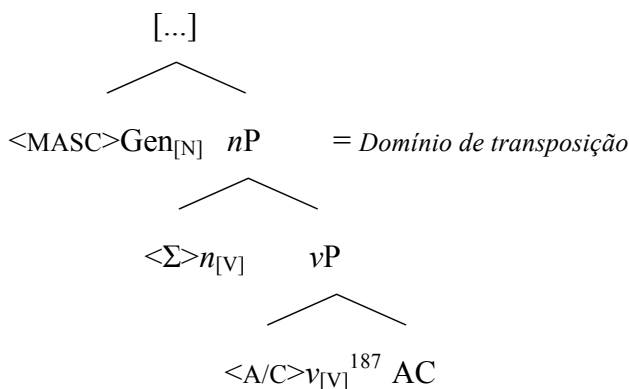 [...]
<MASC>Gen[N] nP = Domínio de transposição
<Σ>n[V] vP
<A/C>v[V]187 AC